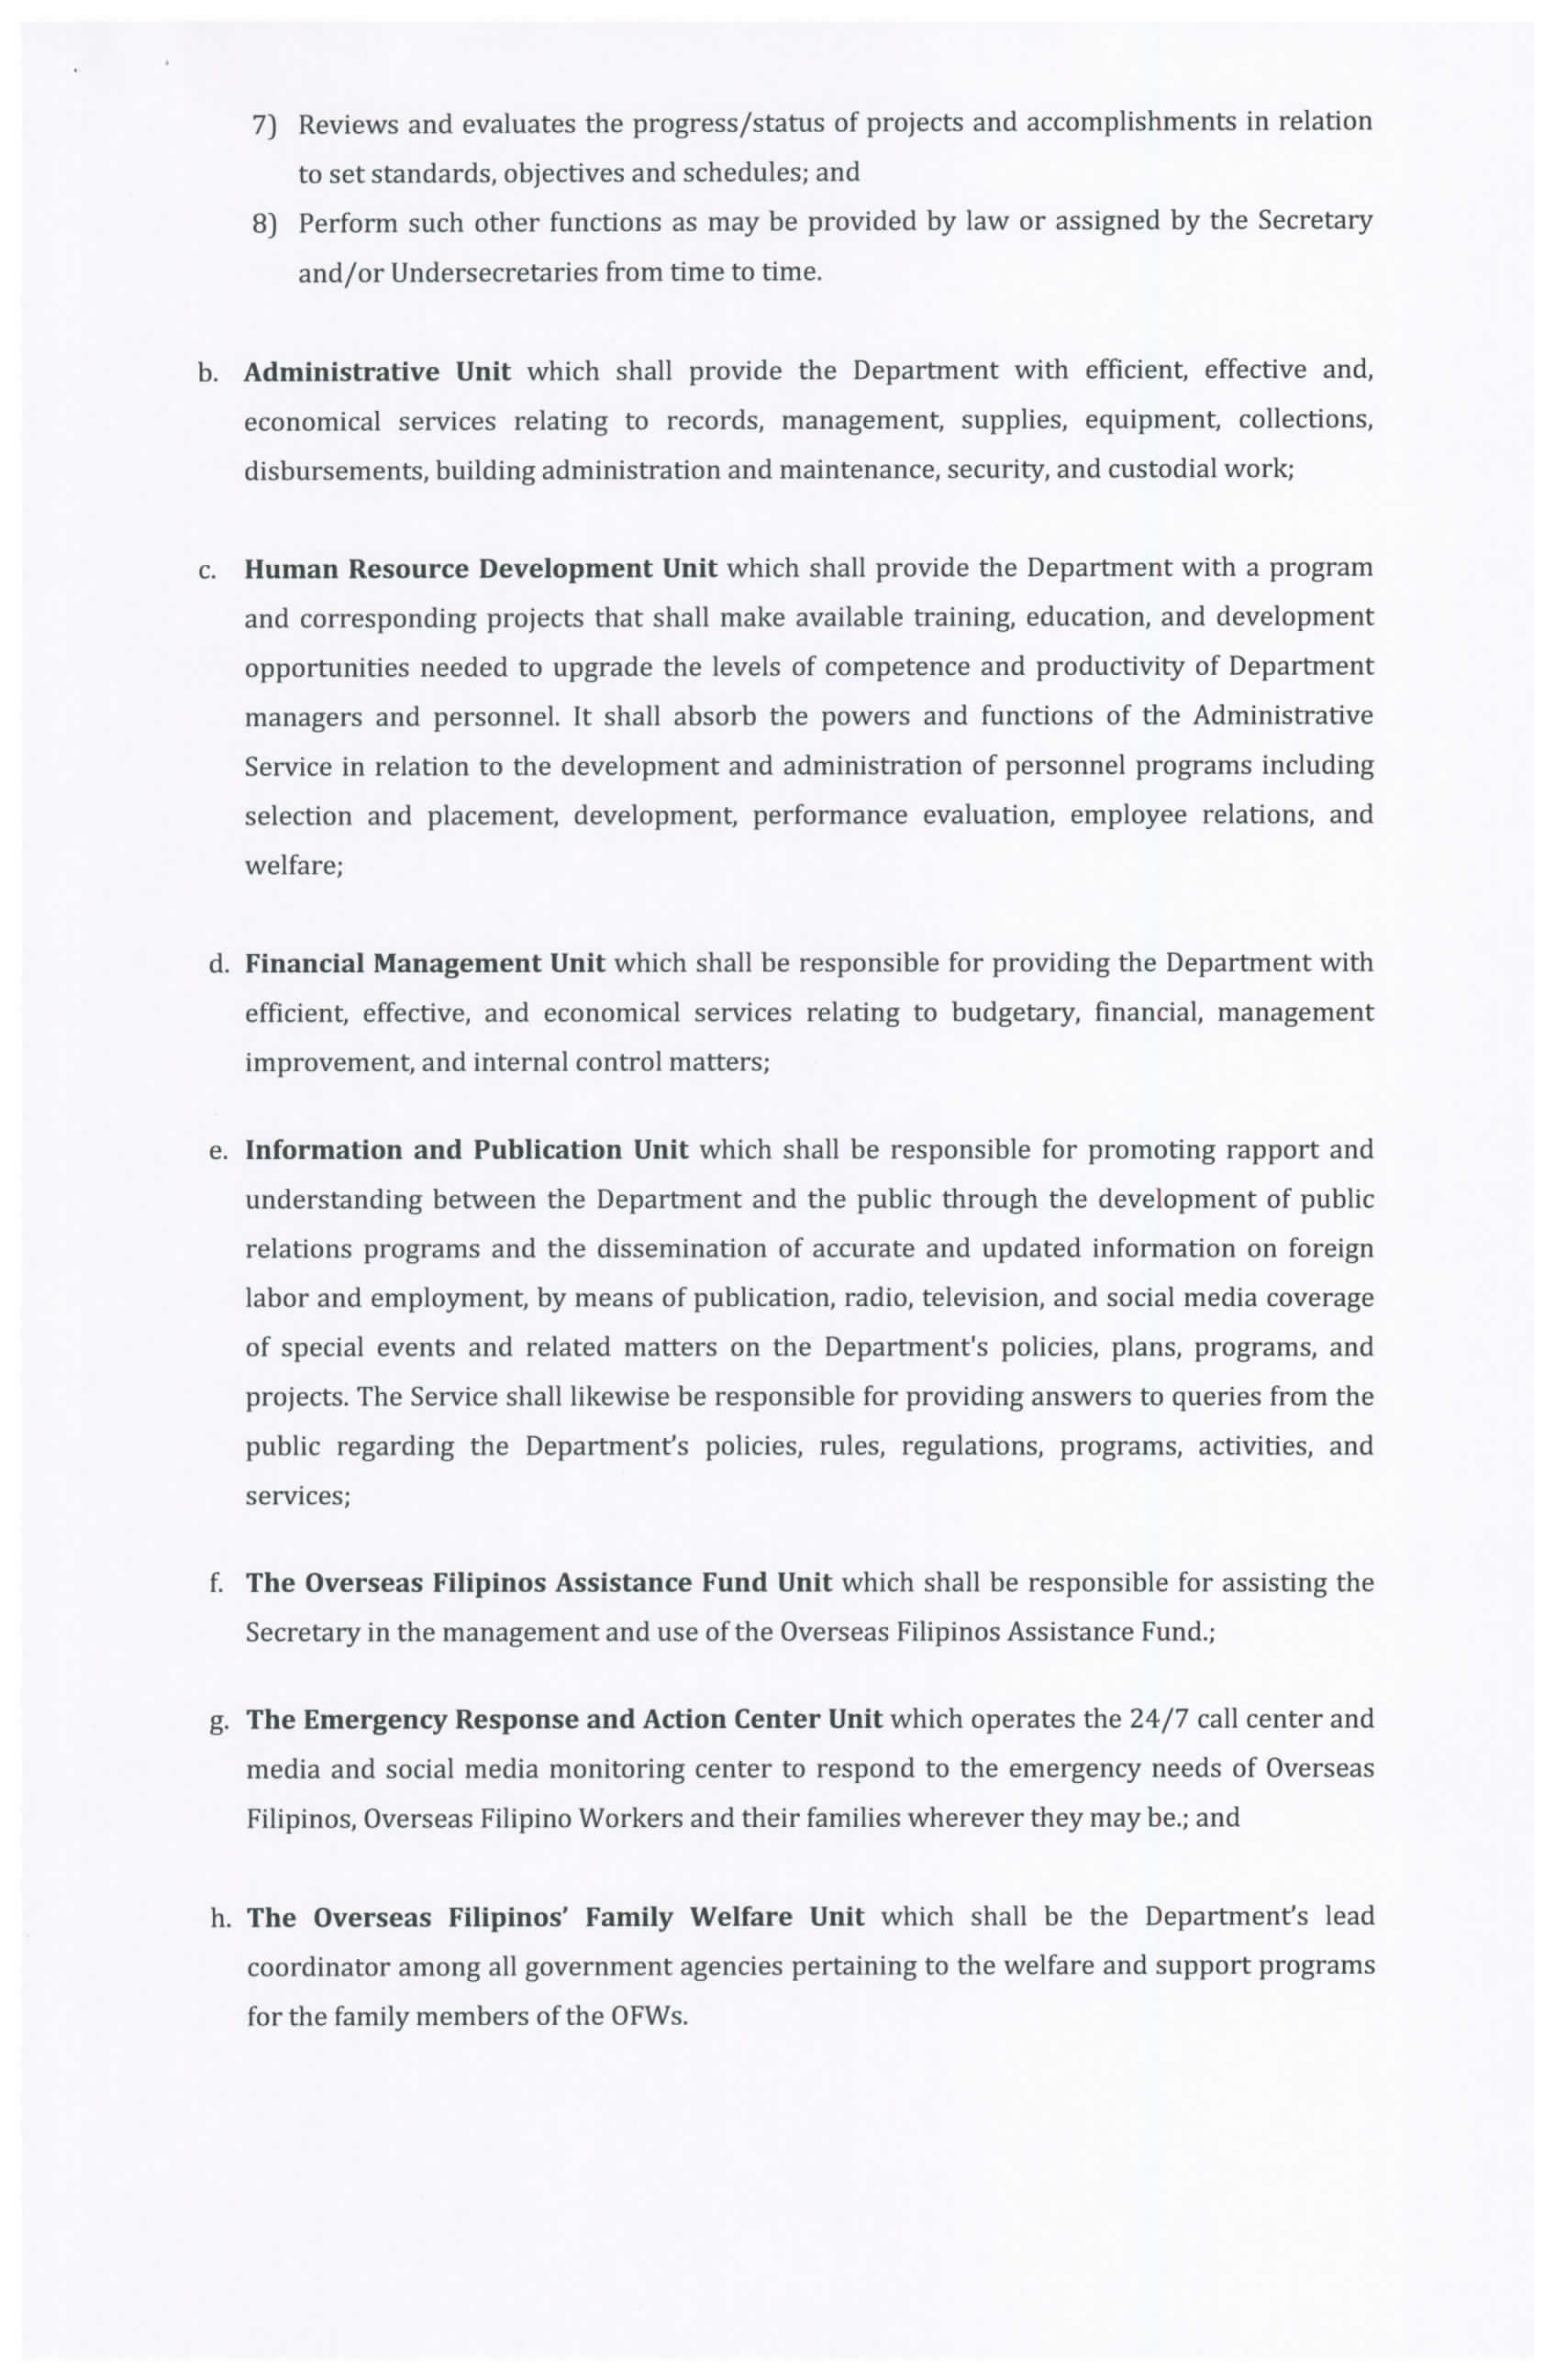 7) Reviews and evaluates the progress/status of projects and accomplishments in relation
to set standards, objectives and schedules; and
8) Perform such other functions as may be provided by law or assigned by the Secretary
and/or Undersecretaries from time to time.
b. Administrative Unit which shall provide the Department with efficient, effective and,
economical services relating to records, management, supplies, equipment, collections,
disbursements, building administration and maintenance, security, and custodial work;
c. Human Resource Development Unit which shall provide the Department with a program
and corresponding projects that shall make available training, education, and development
opportunities needed to upgrade the levels of competence and productivity of Department
managers and personnel. It shall absorb the powers and functions of the Administrative
Service in relation to the development and administration of personnel programs including
selection and placement, development, performance evaluation, employee relations, and
welfare;
d. Financial Management Unit which shall be responsible for providing the Department with
efficient, effective, and economical services relating to budgetary, financial, management
improvement, and internal control matters;
e. Information and Publication Unit which shall be responsible for promoting rapport and
understanding between the Department and the public through the development of public
relations programs and the dissemination of accurate and updated information on foreign
labor and employment, by means of publication, radio, television, and social media coverage
of special events and related matters on the Department's policies, plans, programs, and
projects. The Service shall likewise be responsible for providing answers to queries from the
public regarding the Department’s policies, rules, regulations, programs, activities, and
services;
f. The Overseas Filipinos Assistance Fund Unit which shall be responsible for assisting the
Secretary in the management and use of the Overseas Filipinos Assistance Fund.;
g. The Emergency Response and Action Center Unit which operates the 24/7 call center and
media and social media monitoring center to respond to the emergency needs of Overseas
Filipinos, Overseas Filipino Workers and their families wherever they may be.; and
h. The Overseas Filipinos’ Family Welfare Unit which shall be the Department’s lead
coordinator among all government agencies pertaining to the welfare and support programs
for the family members of the OFWs.